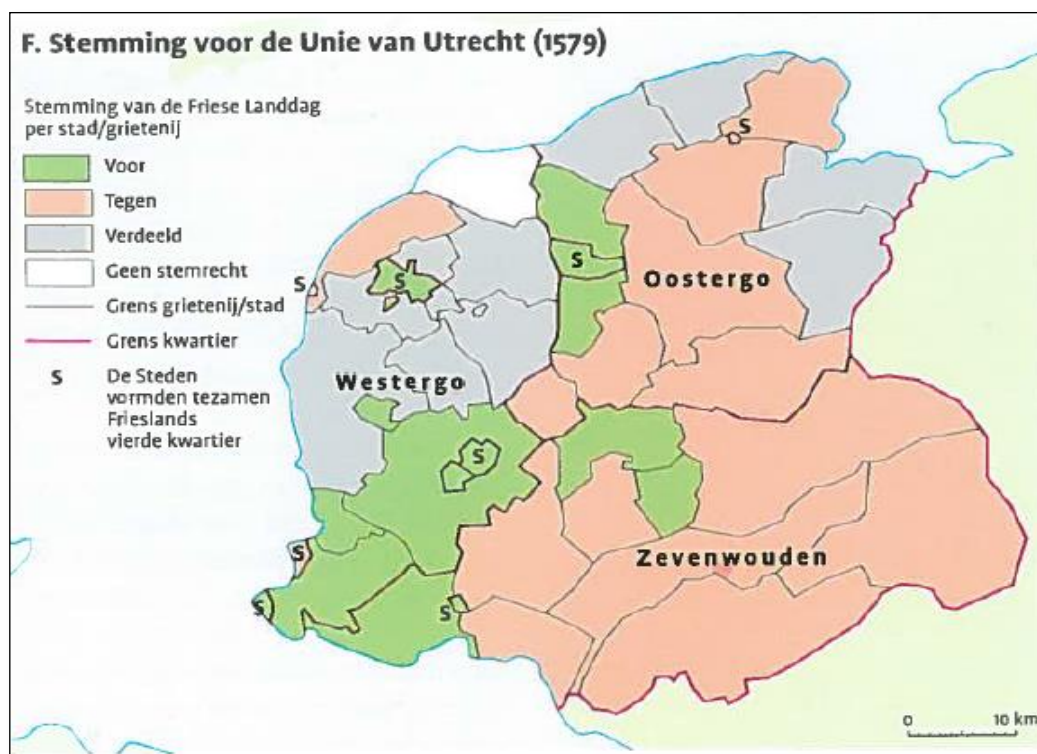 F. Stemming voor de Unie van Utrecht (1579)
Stemming van de Friese Landdag
per stad/grietenij
Voor
Tegen
Verdeeld
Geen stemrecht
Grens grietenij/stad
Grens kwartier
S De Steden
vormden tezamen
Frieslands
vierde kwartier
S
S
S
S
Oostergo
Westergo
S
S
Zevenwouden
S
S
0 10 km